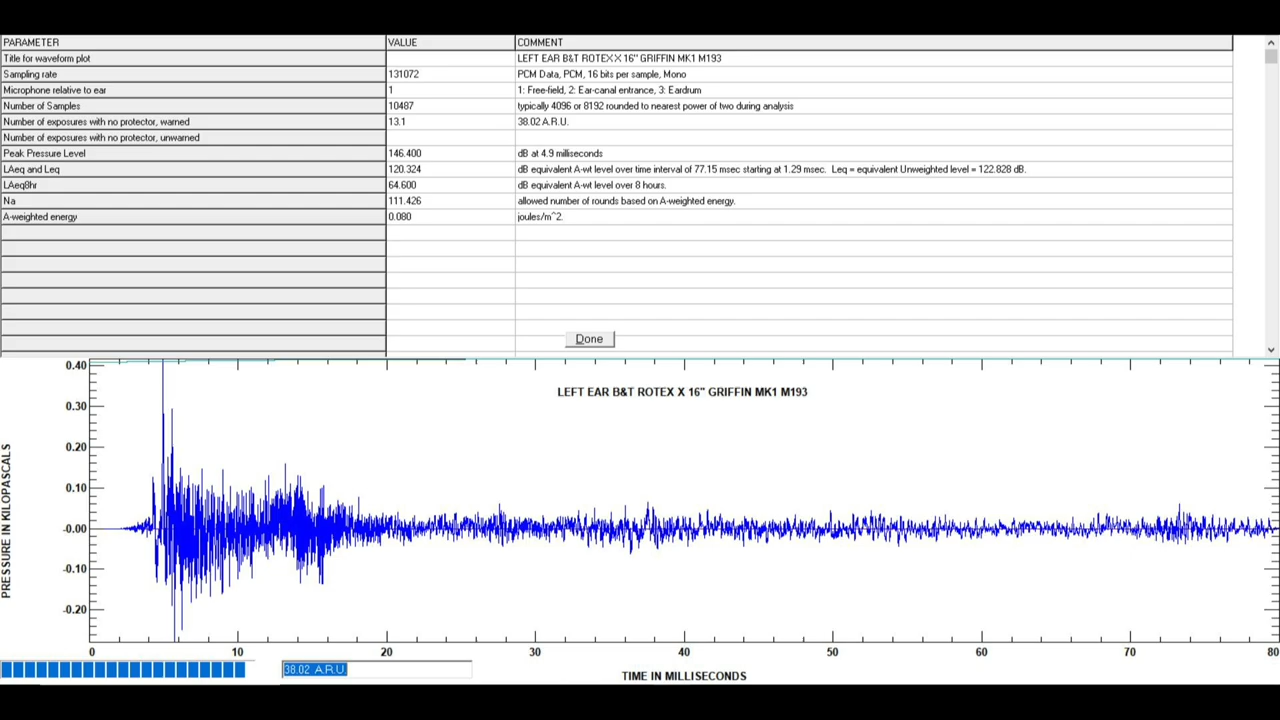 PARAMETER VALUE COMMENT
Title for waveform plot LEFT EAR B&T ROTEXX 16" GRIFFIN MK1 M193
Sampling rate 131072 PCM Data, PCM, 16 bits per sample, Mono
Microphone relative to ear 1 1: Free-field, 2: Ear-canal entrance, 3: Eardrum
Number of Samples 10487 typically 4096 or 8192 rounded to nearest power of two during analysis
Number of exposures with no protector, warned 13.1 38.02 A.R.U.
Number of exposures with no protector, unwarned
Peak Pressure Level 146.400 dB at 4.9 milliseconds
LAeq and Leq 120.324 dB equivalent A-wt level over time interval of 77.15 msec starting at 1.29 msec. Leq = equivalent Unweighted level = 122.828 dB.
LAeq8hr 64.600 dB equivalent A-wt level over 8 hours.
Na 111.426 allowed number of rounds based on A-weighted energy.
A-weighted energy 0.080 joules/m^2.
Done
LEFT EAR B&T ROTEX X 16" GRIFFIN MK1 M193
PRESSURE IN KILOPASCALS
0.40
0.30
0.20
0.10
-0.00
-0.10
-0.20
0 10 20 30 40 50 60 70 80
38.02 A.R.U.
TIME IN MILLISECONDS